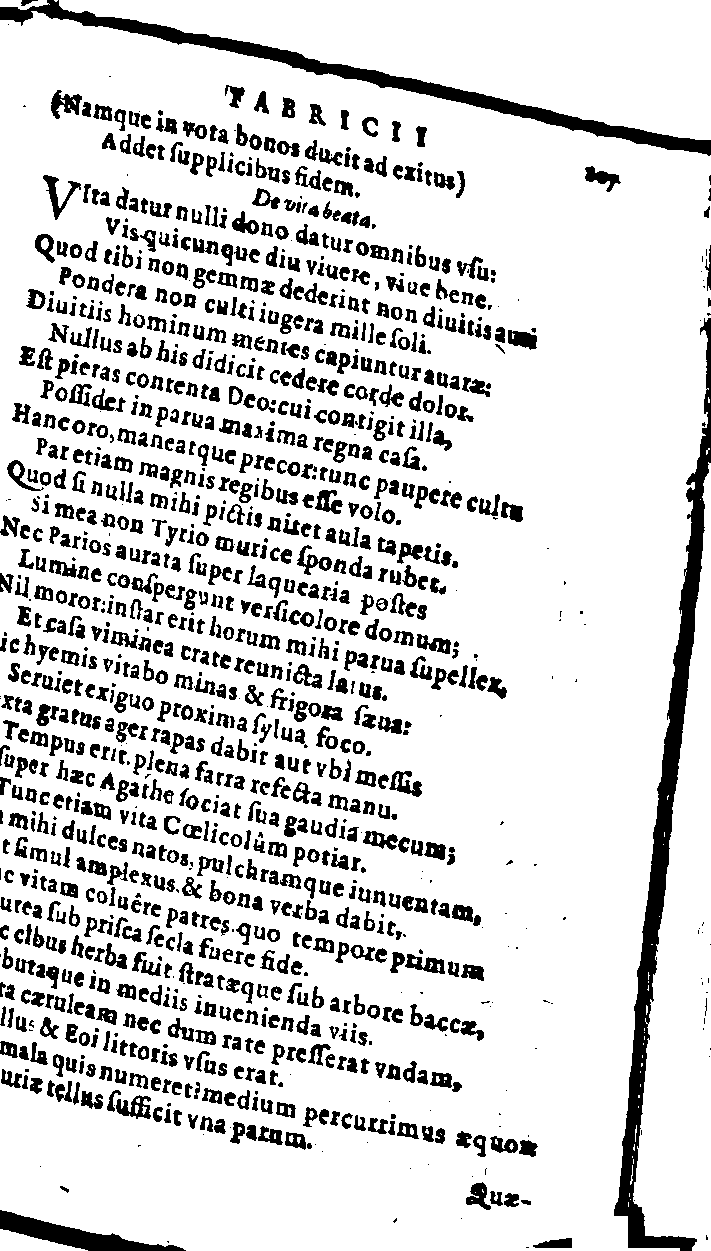 FABRICII
207
(Namque in vota bonos ducit ad exitus)
Addet ſupplicibus fidem.
De vita beata.
VIta datur nulli dono datur omnibus vſu:
Vis quicunque diu viuere, viue bene.
Quod tibi non gemmæ dederint non diuitis auri
Pondera non culti iugera mille ſoli.
Diuitiis hominum mentes capiuntur auaræ:
Nullus ab his didicit cedere corde dolor.
Eſt pietas contenta Deo: cui contigit illa,
Poſſidet in parua maxima regna caſa.
Hanc oro, maneatque precor: tunc paupere cultu
Par etiam magnis regibus eſſe volo.
Quod ſi nulla mihi pictis nitet aula tapetis.
Si mea non Tyrio murice ſponda rubet.
Nec Parios aurata ſuper laquearia poſtes
Lumine conſpergunt verſicolore domum;
Nil moror: inſtar erit horum mihi parua ſupellex,
Et caſa viminea crate reuincta latus.
ic hyemis vitabo minas & frigora ſæua:
Seruiet exiguo proxima ſylua foco.
xta gratus ager rapas dabit aut vbi meſſis
Tempus erit. plena farra refecta manu.
ſuper hæc Agathe ſociat ſua gaudia mecum;
Tunc etiam vita Cœlicolûm potiar.
mihi dulces natos, pulchramque iuuentam,
t ſimul amplexus & bona verba dabit,
c vitam coluêre patres quo tempore primum
urea ſub priſca ſecla fuere fide.
c cibus herba fuit ſtratæque ſub arbore baccæ,
butaque in mediis inuenienda viis.
ra cæruleam nec dum rate preſſerat vndam,
llus & Eoi littoris vſus erat.
mala quis numeret? medium percurrimus æquor
uriæ tellus ſufficit vna parum.
Quæ-